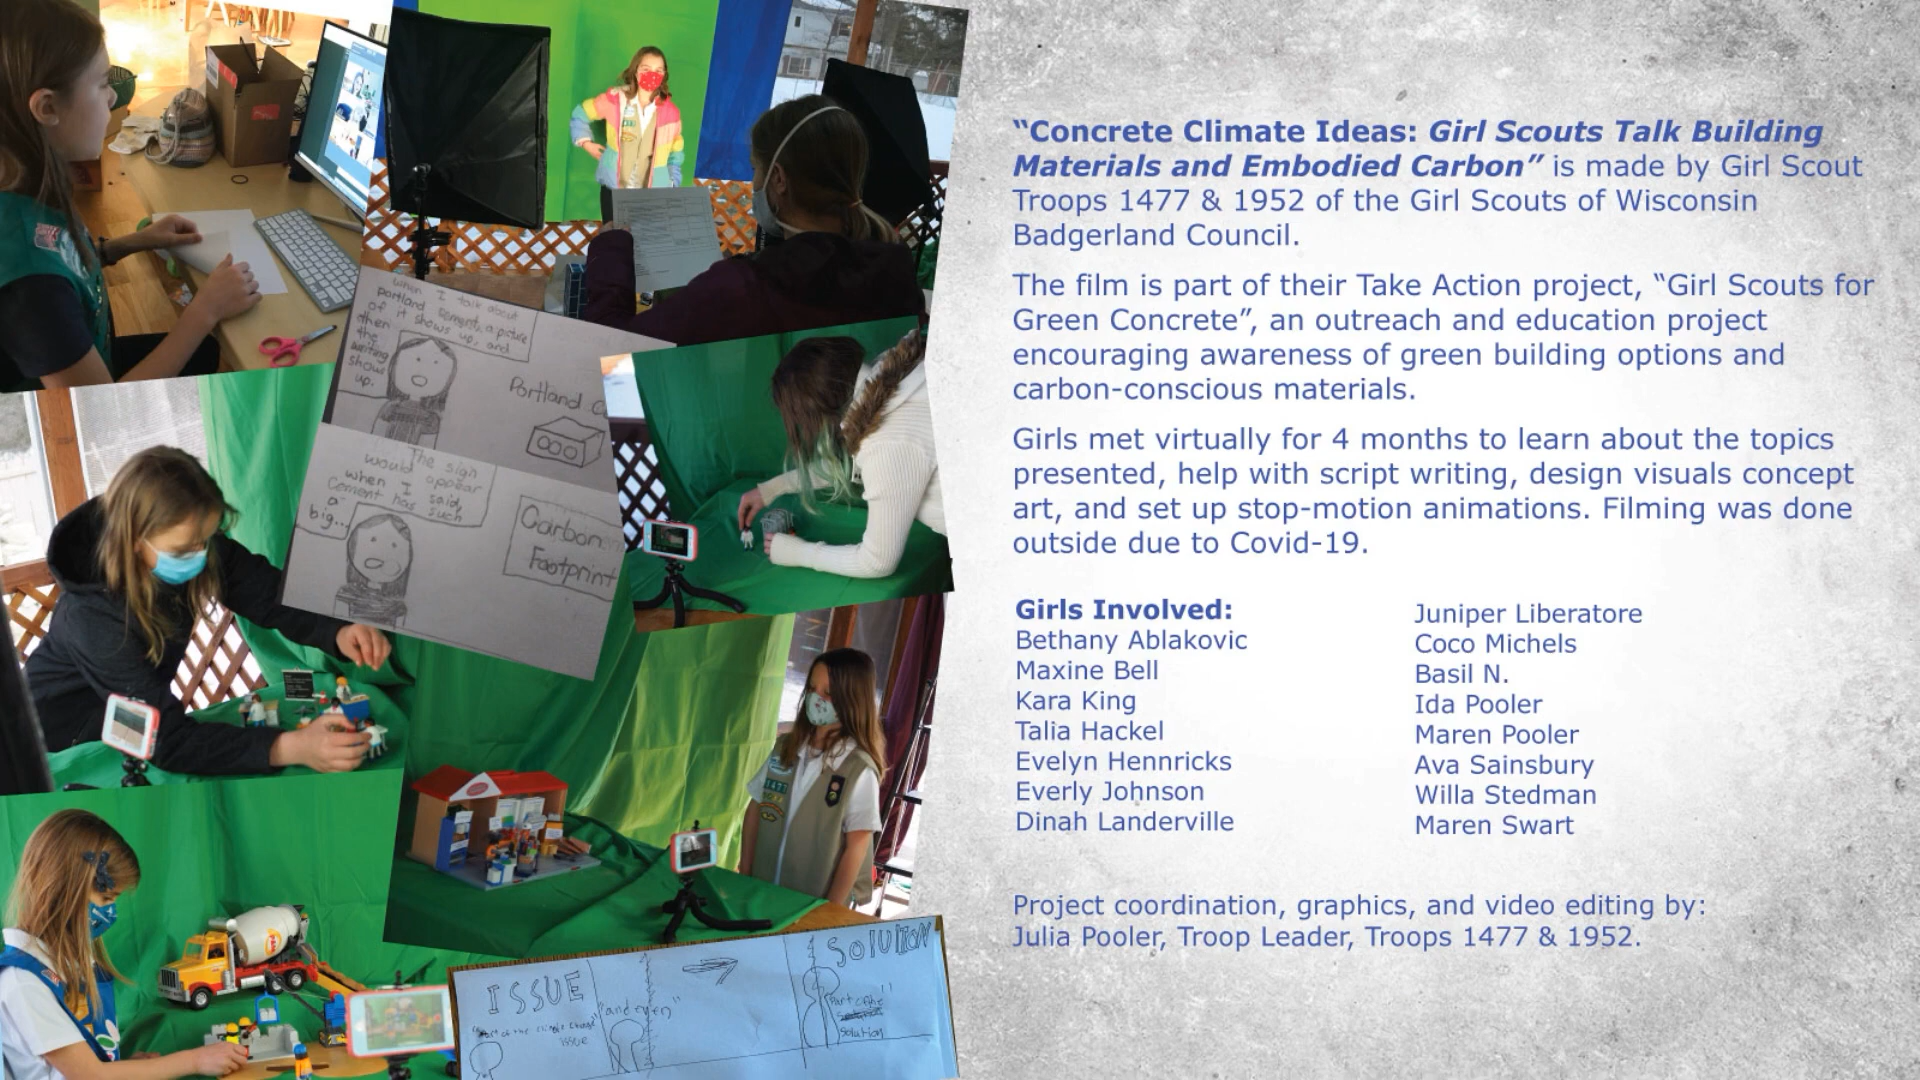 “Concrete Climate Ideas: Girl Scouts Talk Building
Materials and Embodied Carbon” is made by Girl Scout
Troops 1477 & 1952 of the Girl Scouts of Wisconsin
Badgerland Council.
The film is part of their Take Action project, “Girl Scouts for
Green Concrete”, an outreach and education project
encouraging awareness of green building options and
carbon-conscious materials.
Girls met virtually for 4 months to learn about the topics
presented, help with script writing, design visuals concept
art, and set up stop-motion animations. Filming was done
outside due to Covid-19.
Girls Involved:
Bethany Ablakovic
Maxine Bell
Kara King
Talia Hackel
Evelyn Hennricks
Everly Johnson
Dinah Landerville
Juniper Liberatore
Coco Michels
Basil N.
Ida Pooler
Maren Pooler
Ava Sainsbury
Willa Stedman
Maren Swart
Project coordination, graphics, and video editing by:
Julia Pooler, Troop Leader, Troops 1477 & 1952.
when I talk about
portland cement, a picture
of it shows up, and
then
the
writing
shows
up.
Portland
The sign
would appear
when I said,
cement has such
a
big...
Carbon
Footprint
1477
ISSUE
of the climate change
issue
"and even"
SOLUTION
Part of the
solution